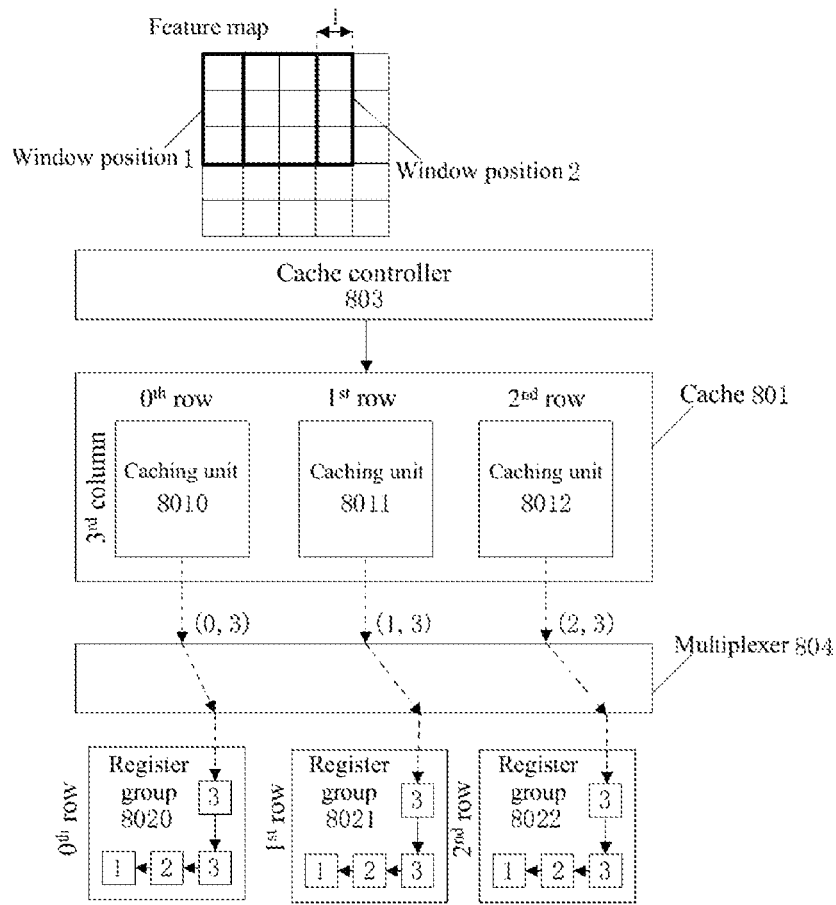 Feature map
1
Window position 1
Window position 2
Cache controller
803
0th row
1st row
2nd row
Cache 801
3rd column
Caching unit
8010
Caching unit
8011
Caching unit
8012
(0, 3)
(1, 3)
(2, 3)
Multiplexer 804
0th row
Register
group
8020
3
1 2 3
1st row
Register
group
8021
3
1 2 3
2nd row
Register
group
8022
3
1 2 3